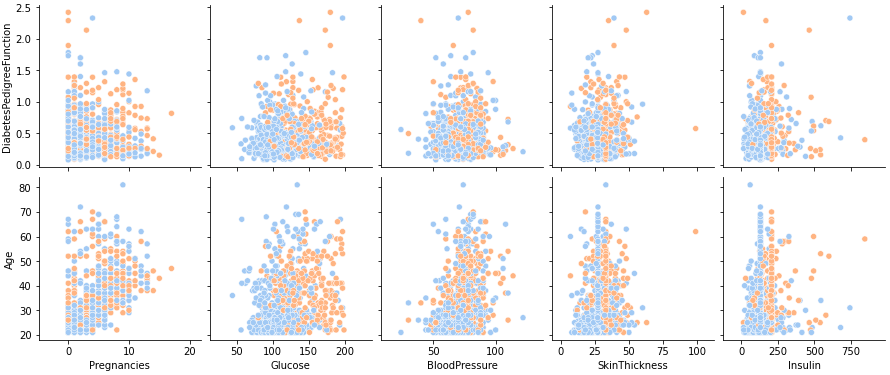 2.5
2.0
1.5
1.0
0.5
0.0
DiabetesPedigreeFunction
80
70
60
50
40
30
20
Age
0 10 20
Pregnancies
50 100 150 200
Glucose
50 100
BloodPressure
0 25 50 75 100
SkinThickness
0 250 500 750
Insulin